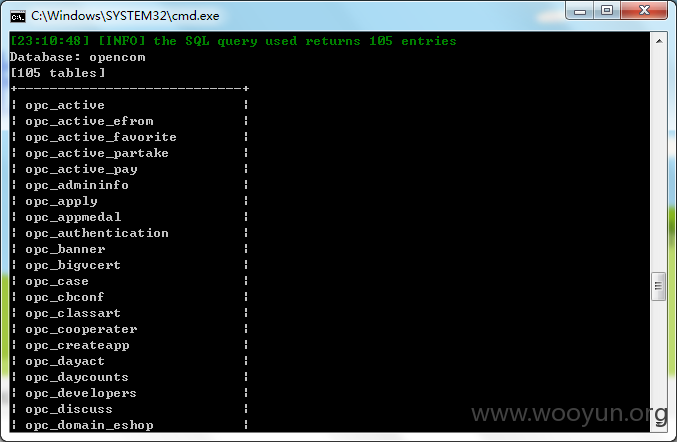 C:\Windows\SYSTEM32\cmd.exe
[23:10:48] [INFO] the SQL query used returns 105 entries
Database: opencom
[105 tables]
+----------------------------+
| opc_active |
| opc_active_efrom |
| opc_active_favorite |
| opc_active_partake |
| opc_active_pay |
| opc_admininfo |
| opc_apply |
| opc_appmedal |
| opc_authentication |
| opc_banner |
| opc_bigvcert |
| opc_case |
| opc_cbconf |
| opc_classart |
| opc_cooperater |
| opc_createapp |
| opc_dayact |
| opc_daycounts |
| opc_developers |
| opc_discuss |
| opc_domain_eshop |
www.wooyun.org